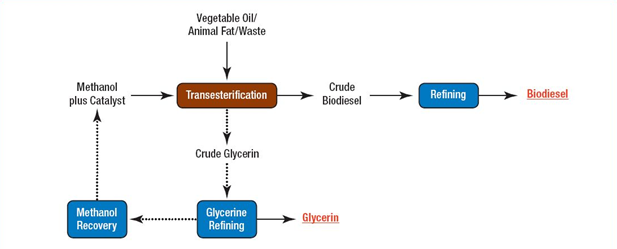 Vegetable Oil/
Animal Fat/Waste
Methanol
plus Catalyst
Transesterification
Crude
Biodiesel
Refining
Biodiesel
Crude Glycerin
Methanol
Recovery
Glycerine
Refining
Glycerin